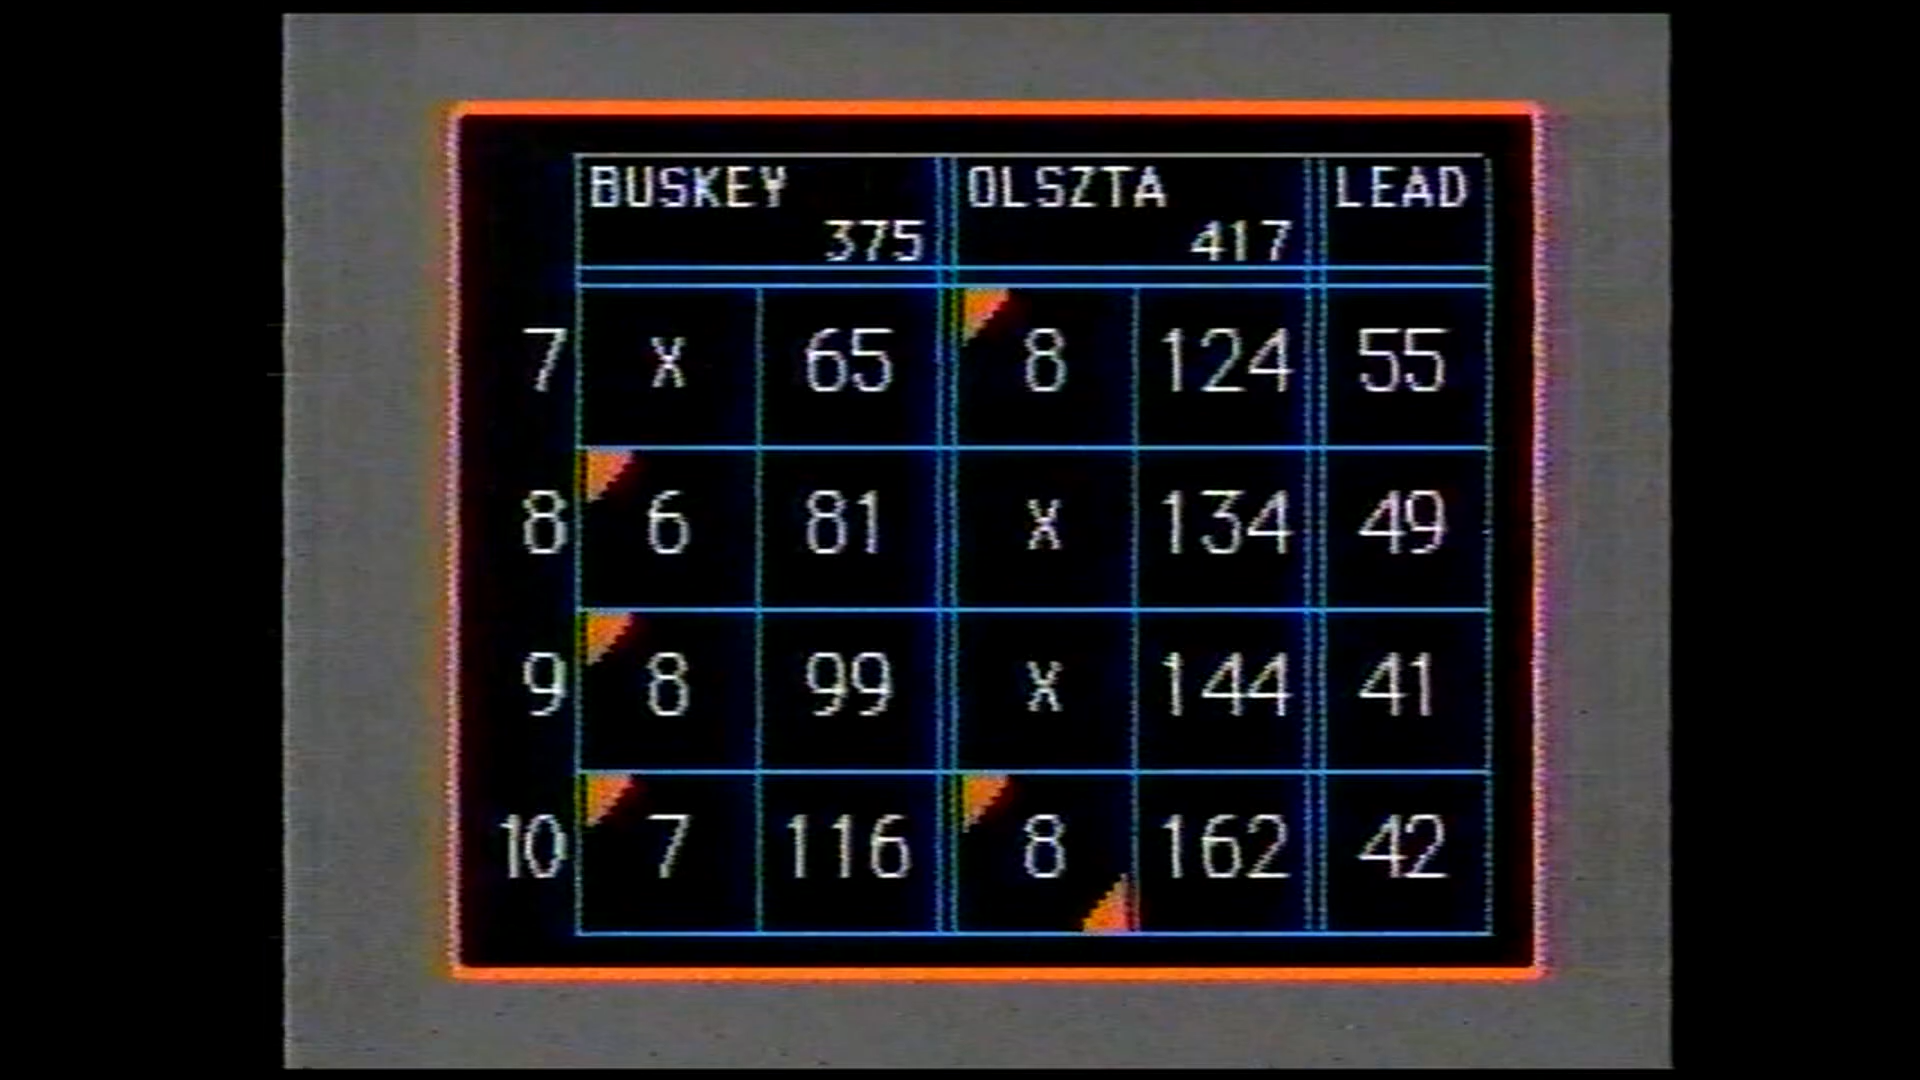 BUSKEY OLSZTA LEAD
375 417
7 X 65 8 124 55
8 6 81 X 134 49
9 8 99 X 144 41
10 7 116 8 162 42